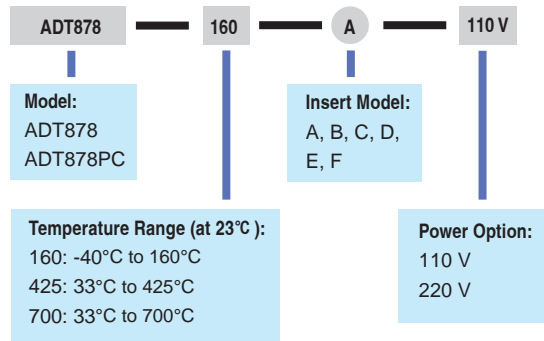 ADT878 160 A 110 V
Model:
ADT878
ADT878PC
Insert Model:
A, B, C, D,
E, F
Temperature Range (at 23°C ):
160: -40°C to 160°C
425: 33°C to 425°C
700: 33°C to 700°C
Power Option:
110 V
220 V